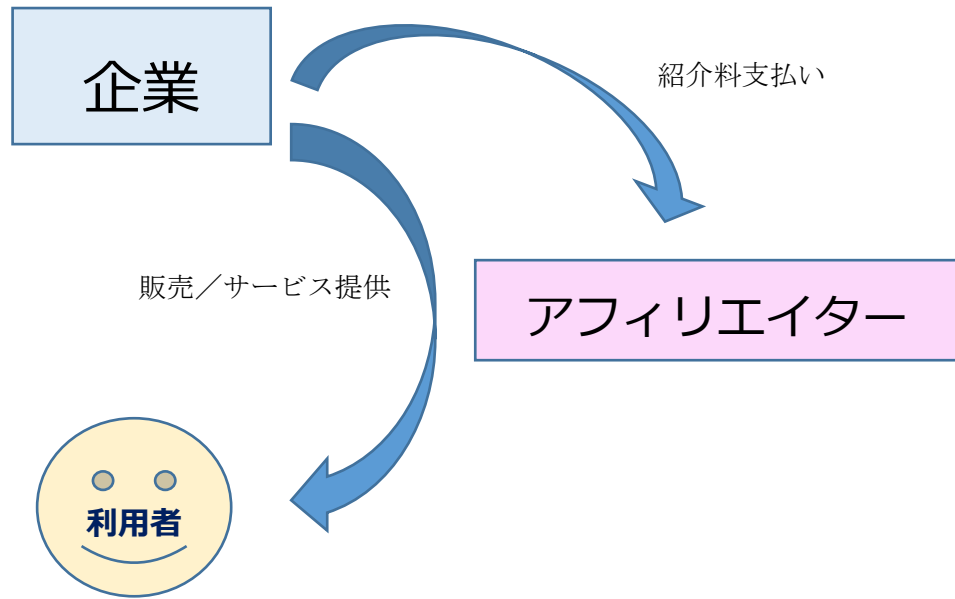 企業
紹介料支払い
販売／サービス提供
アフィリエイター
利用者